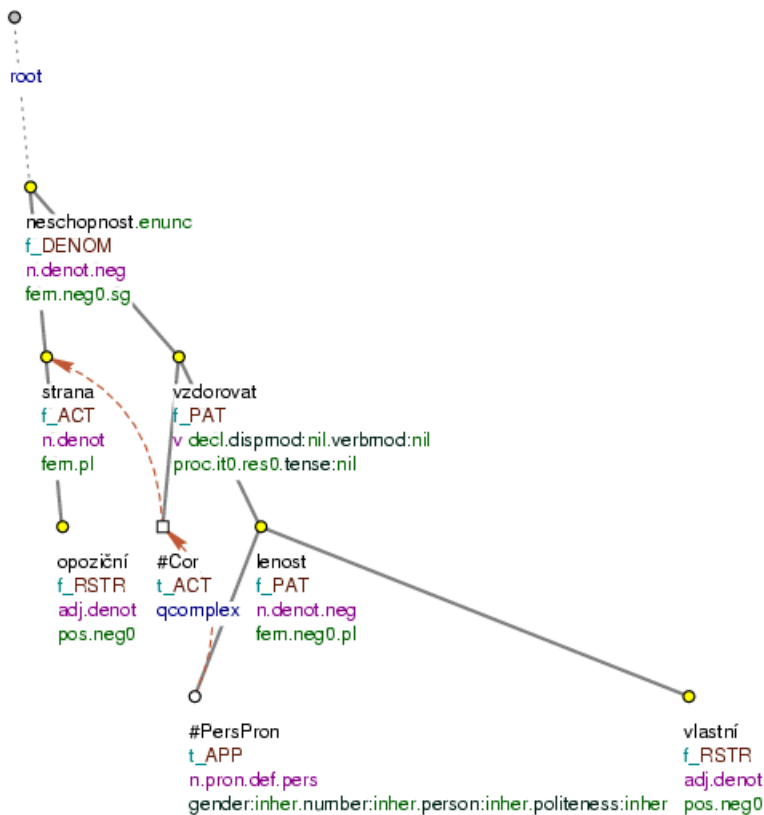 root
neschopnost.enunc
f_DENOM
n.denot.neg
fem.neg0.sg
strana
f_ACT
n.denot
fem.pl
vzdorovat
f_PAT
v decl.dispmod:nil.verbmod:nil
proc.it0.res0.tense:nil
opoziční
f_RSTR
adj.denot
pos.neg0
#Cor
t_ACT
qcomplex
lenost
f_PAT
n.denot.neg
fem.neg0.pl
#PersPron
t_APP
n.pron.def.pers
gender:inher.number:inher.person:inher.politeness:inher
vlastní
f_RSTR
adj.denot
pos.neg0